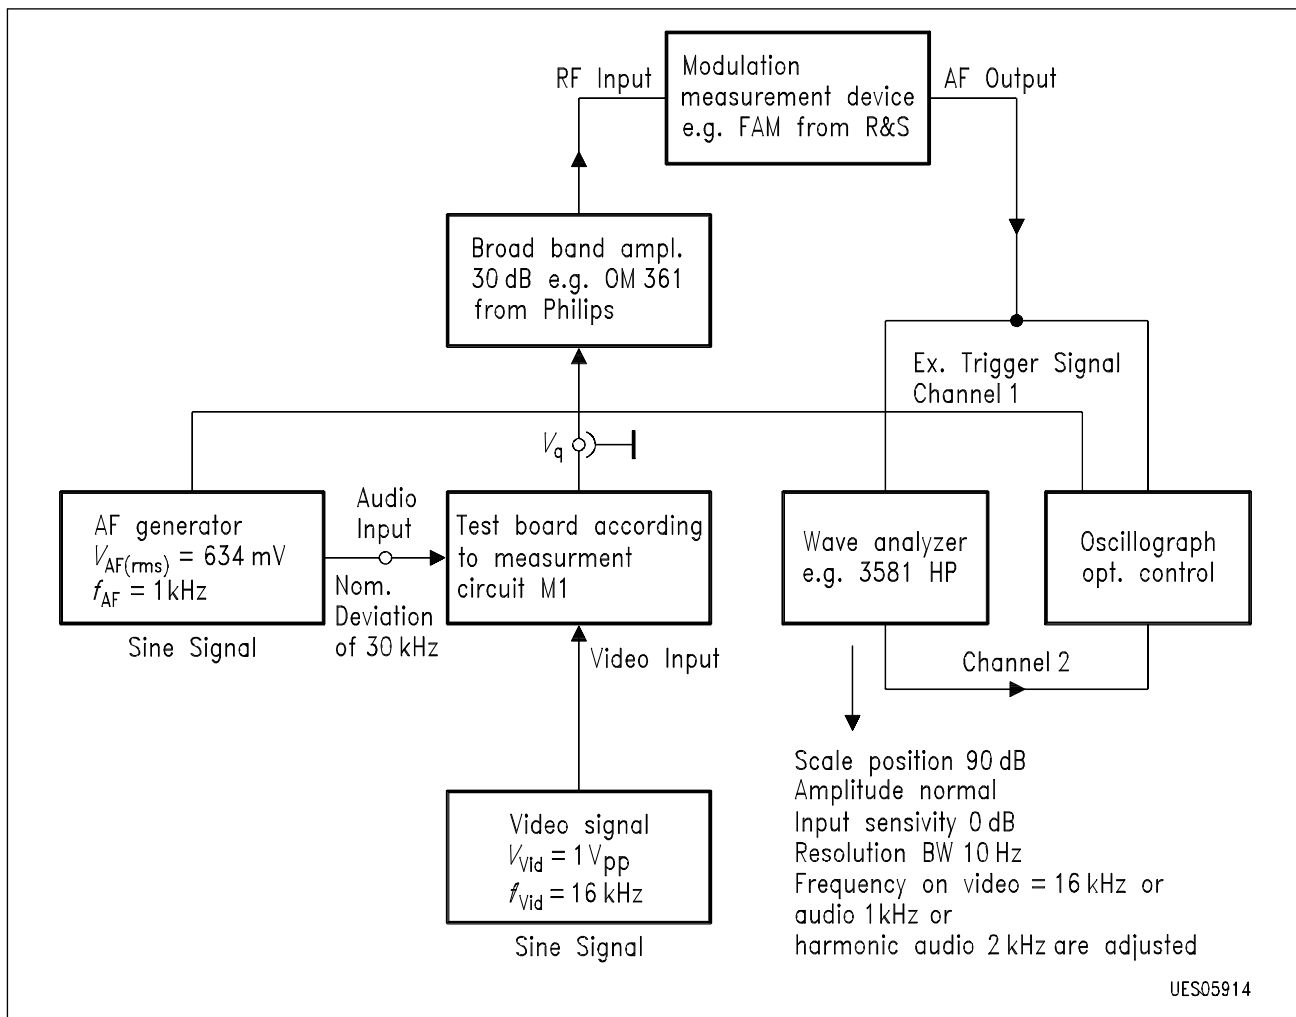 RF Input
Modulation
measurement device
e.g. FAM from R&S
AF Output
Broad band ampl.
30 dB e.g. OM 361
from Philips
Ex. Trigger Signal
Channel 1
Vq
AF generator
VAF(rms) = 634 mV
fAF = 1 kHz
Sine Signal
Audio
Input
Nom.
Deviation
of 30 kHz
Test board according
to measurment
circuit M1
Wave analyzer
e.g. 3581 HP
Oscillograph
opt. control
Video Input
Channel 2
Video signal
VVid = 1 Vpp
fVid = 16 kHz
Sine Signal
Scale position 90 dB
Amplitude normal
Input sensivity 0 dB
Resolution BW 10 Hz
Frequency on video = 16 kHz or
audio 1 kHz or
harmonic audio 2 kHz are adjusted
UES05914